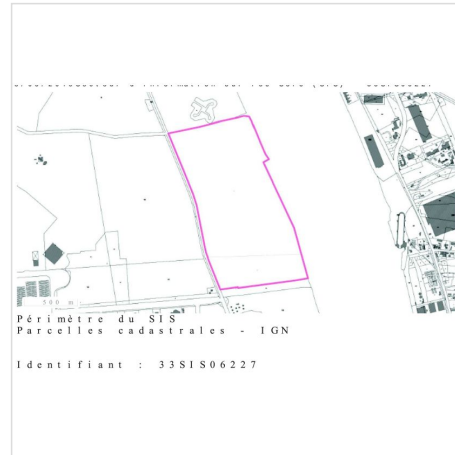 500 m
Périmètre du SIS
Parcelles cadastrales - IGN
Identifiant : 33SIS06227